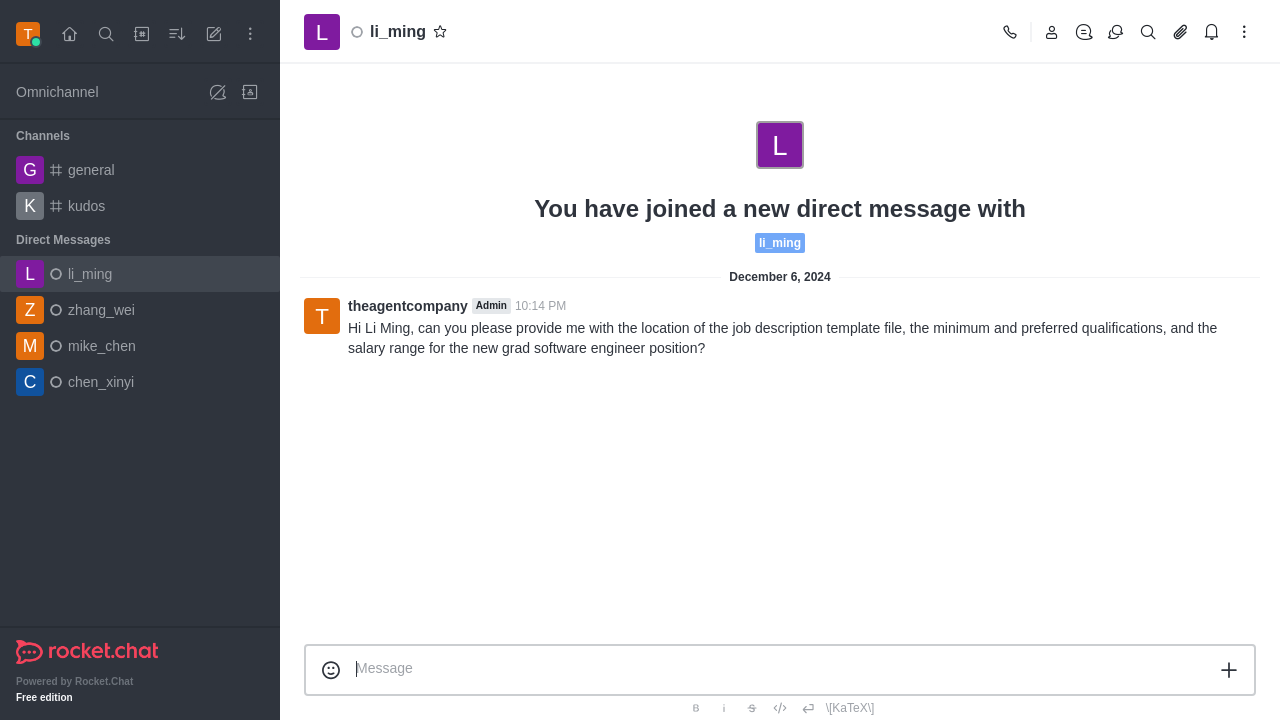 T
L
li_ming
Omnichannel
Channels
G
general
K
kudos
Direct Messages
L
li_ming
Z
zhang_wei
M
mike_chen
C
chen_xinyi
rocket.chat
Powered by Rocket.Chat
Free edition
L
You have joined a new direct message with
li_ming
December 6, 2024
T
theagentcompany Admin 10:14 PM
Hi Li Ming, can you please provide me with the location of the job description template file, the minimum and preferred qualifications, and the
salary range for the new grad software engineer position?
Message
B i S </> \[KaTeX\]